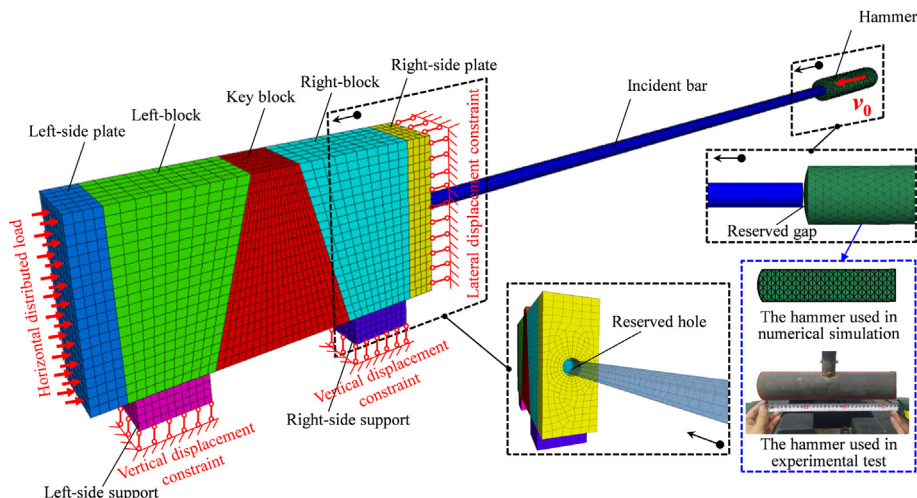 Hammer
v₀
Right-side plate
Right-block
Key block
Left-block
Left-side plate
Incident bar
Lateral displacement constraint
Horizontal distributed load
Reserved gap
The hammer used in
numerical simulation
Reserved hole
Vertical displacement
constraint
Right-side support
Vertical displacement
constraint
Left-side support
The hammer used in
experimental test